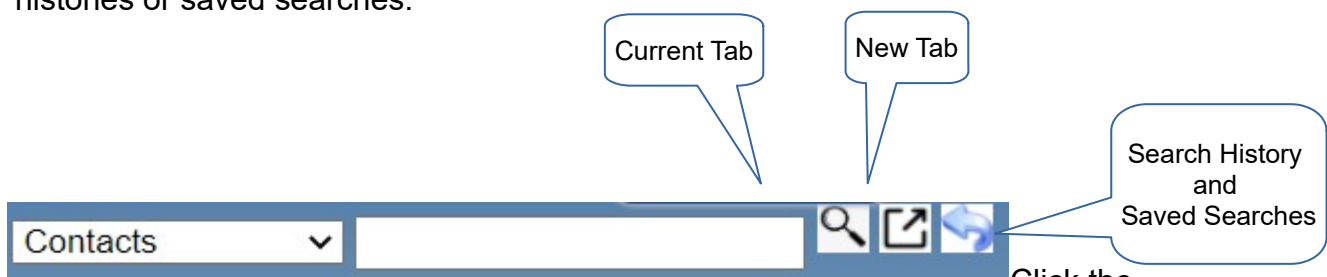 histories or saved searches.
Current Tab
New Tab
Search History
and
Saved Searches
Contacts
Click the